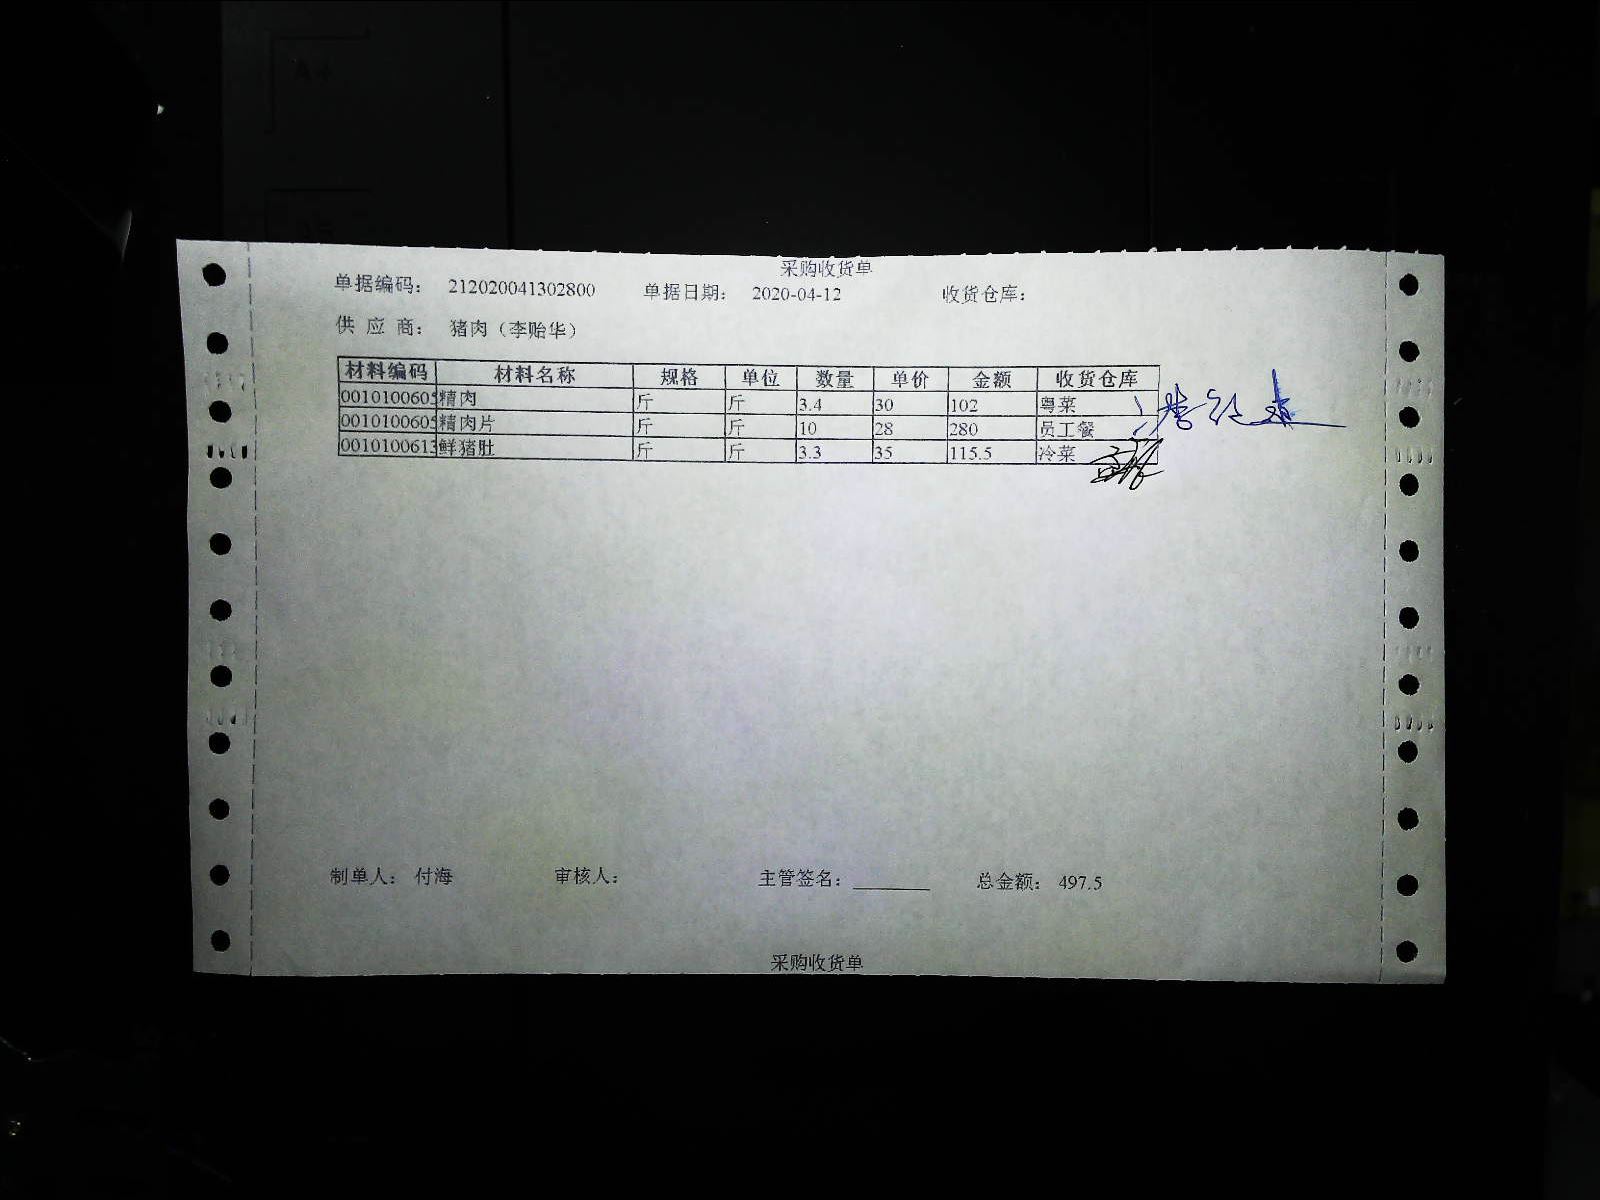 采购收货单
单据编码： 212020041302800 单据日期： 2020-04-12 收货仓库：
供 应 商： 猪肉（李贻华）
材料编码 材料名称 规格 单位 数量 单价 金额 收货仓库
0010100605 精肉 斤 斤 3.4 30 102 粤菜
0010100605 精肉片 斤 斤 10 28 280 员工餐
0010100613 鲜猪肚 斤 斤 3.3 35 115.5 冷菜
制单人： 付海 审核人： 主管签名： 总金额： 497.5
采购收货单